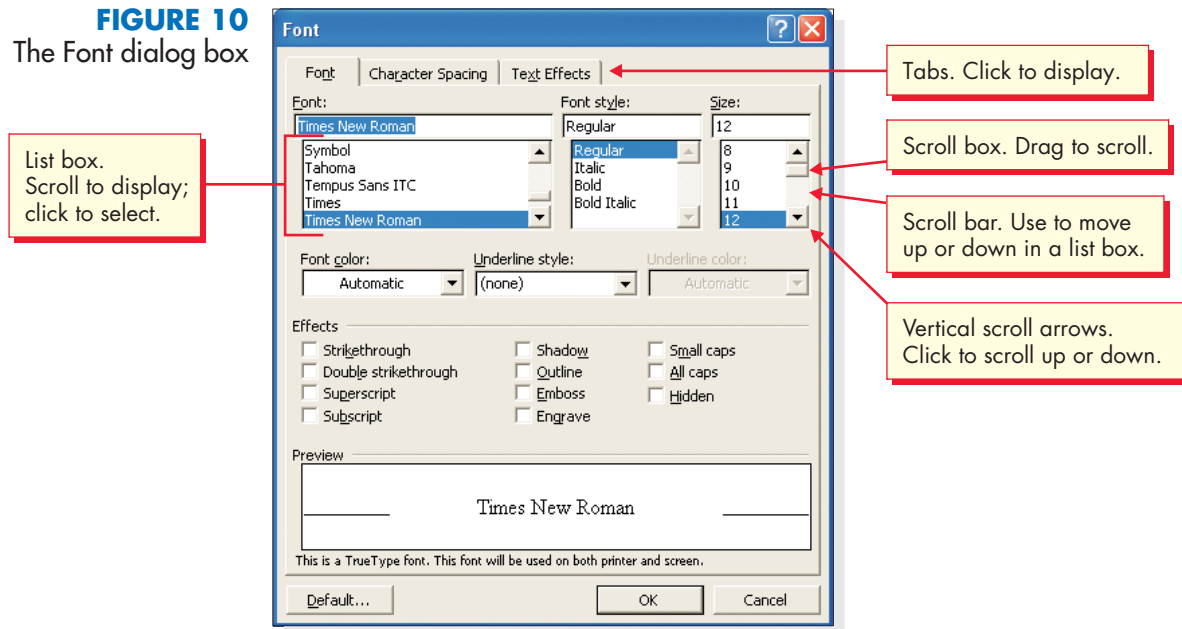 FIGURE 10
The Font dialog box
Font
Font Character Spacing Text Effects
Tabs. Click to display.
Font: Font style: Size:
Times New Roman Regular 12
List box.
Scroll to display;
click to select.
Symbol Regular 8
Tahoma Italic 9
Tempus Sans ITC Bold 10
Times Bold Italic 11
Times New Roman 12
Scroll box. Drag to scroll.
Scroll bar. Use to move
up or down in a list box.
Vertical scroll arrows.
Click to scroll up or down.
Font color: Underline style: Underline color:
Automatic (none) Automatic
Effects
Strikethrough Shadow Small caps
Double strikethrough Outline All caps
Superscript Emboss Hidden
Subscript Engrave
Preview
Times New Roman
This is a TrueType font. This font will be used on both printer and screen.
Default... OK Cancel